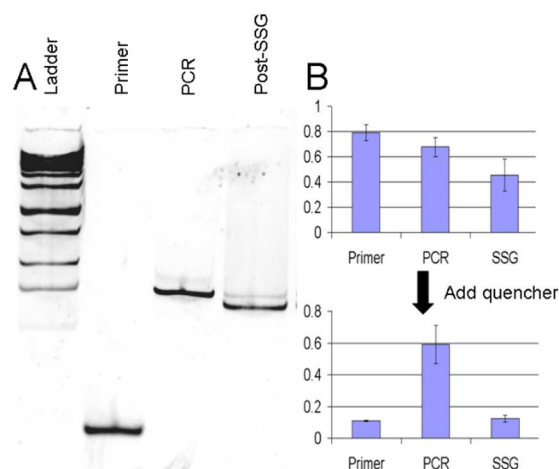 A
Ladder
Primer
PCR
Post-SSG
B
1
0.8
0.6
0.4
0.2
0
Primer PCR SSG
Add quencher
0.8
0.6
0.4
0.2
0
Primer PCR SSG